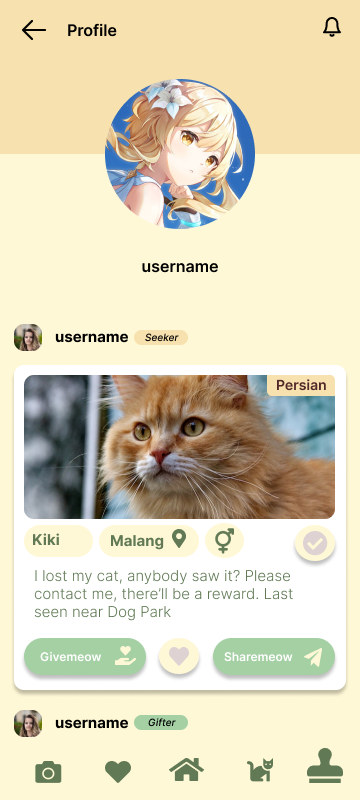 Profile
username
username Seeker
Persian
Kiki Malang
I lost my cat, anybody saw it? Please
contact me, there'll be a reward. Last
seen near Dog Park
Givemeow Sharemeow
username Gifter